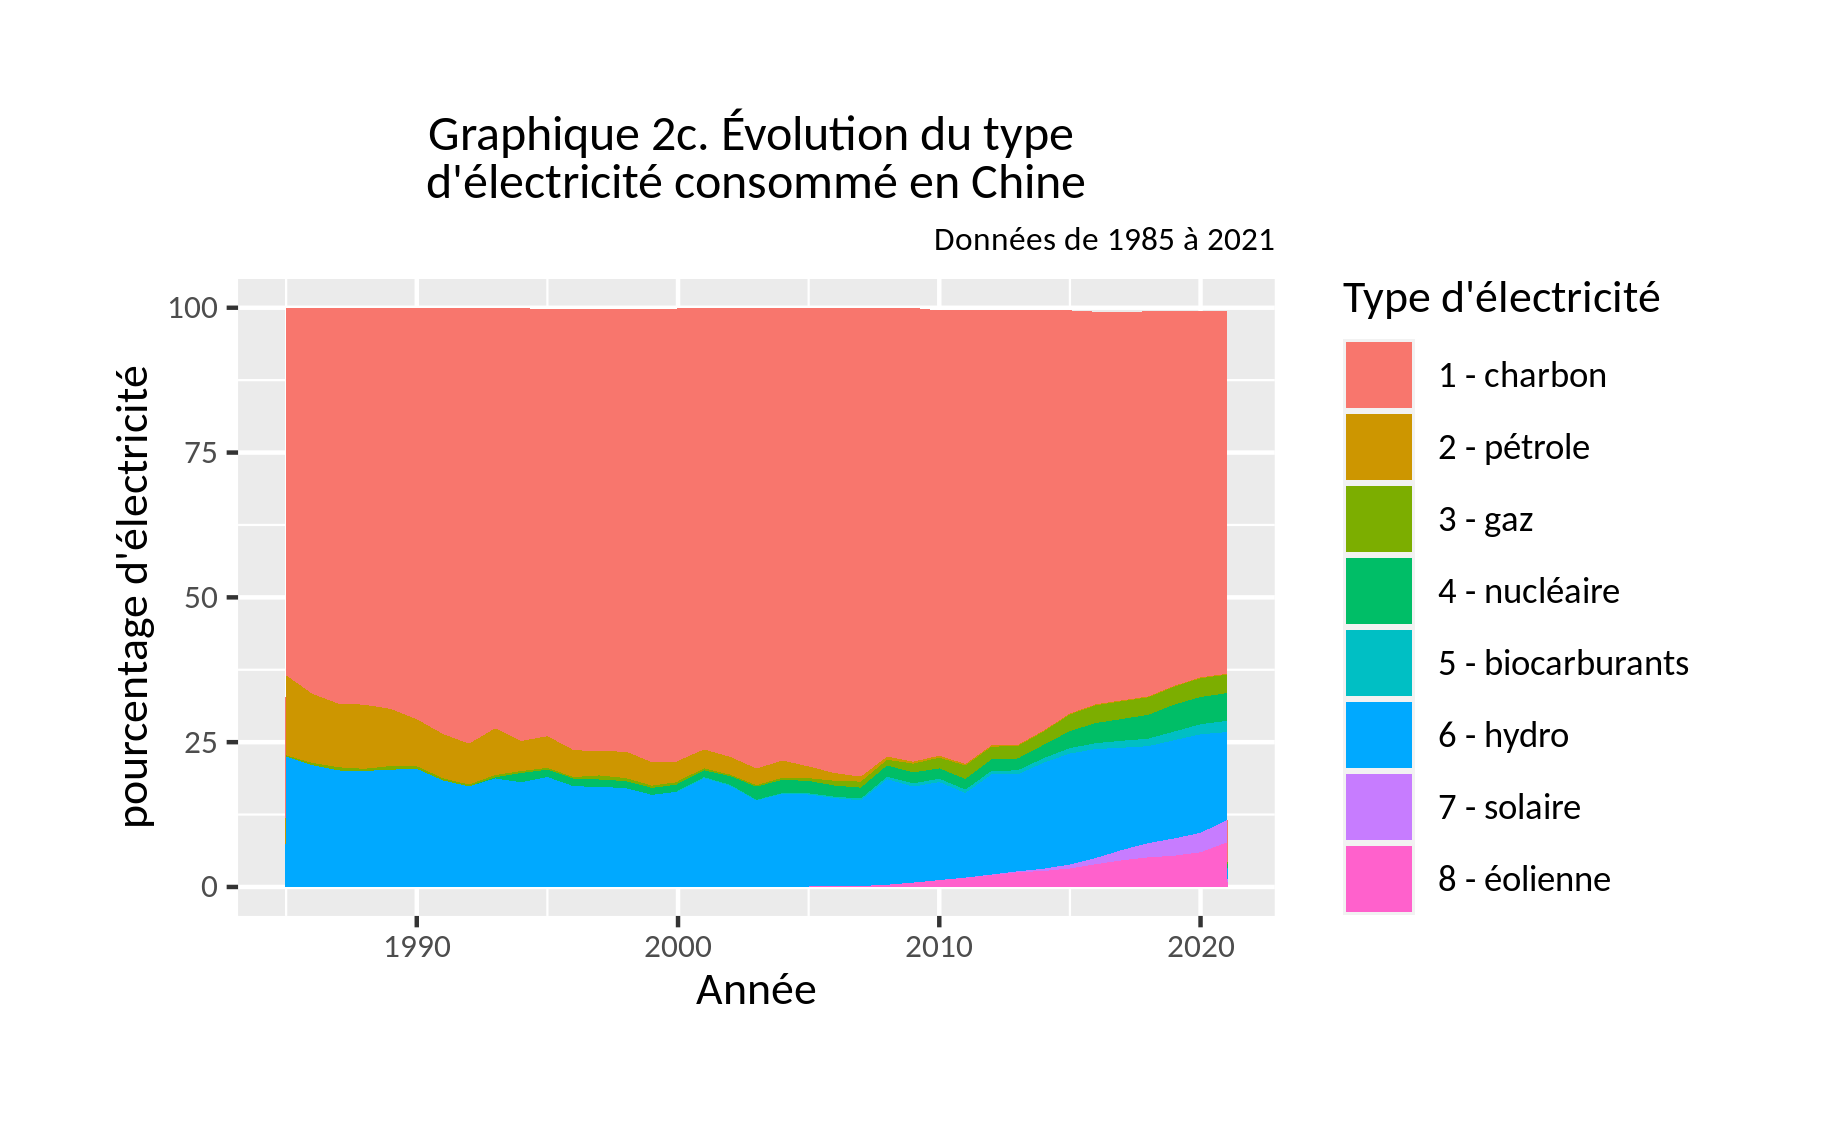 Graphique 2c. Évolution du type
d'électricité consommé en Chine
Données de 1985 à 2021
pourcentage d'électricité
100
75
50
25
0
1990
2000
2010
2020
Année
Type d'électricité
1 - charbon
2 - pétrole
3 - gaz
4 - nucléaire
5 - biocarburants
6 - hydro
7 - solaire
8 - éolienne